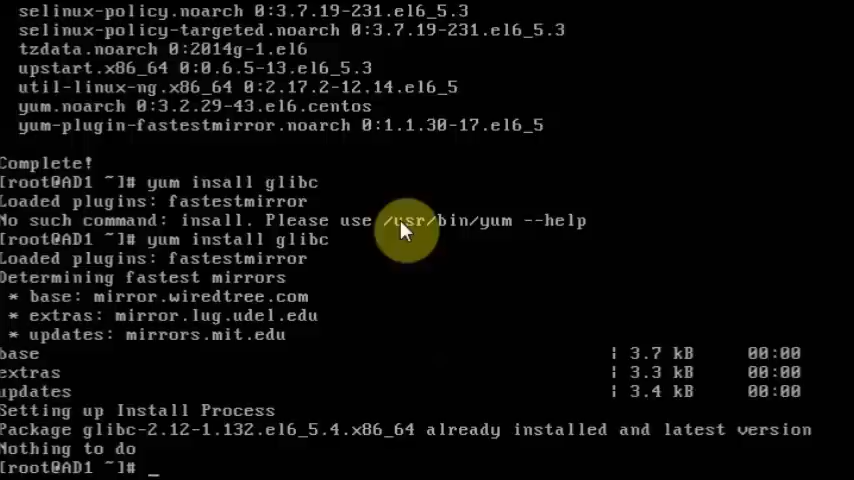 selinux-policy.noarch 0:3.7.19-231.el6_5.3
selinux-policy-targeted.noarch 0:3.7.19-231.el6_5.3
tzdata.noarch 0:2014g-1.el6
upstart.x86_64 0:0.6.5-13.el6_5.3
util-linux-ng.x86_64 0:2.17.2-12.14.el6_5
yum.noarch 0:3.2.29-43.el6.centos
yum-plugin-fastestmirror.noarch 0:1.1.30-17.el6_5
Complete!
[root@AD1 ~]# yum insall glibc
Loaded plugins: fastestmirror
No such command: insall. Please use /usr/bin/yum --help
[root@AD1 ~]# yum install glibc
Loaded plugins: fastestmirror
Determining fastest mirrors
* base: mirror.wiredtree.com
* extras: mirror.lug.udel.edu
* updates: mirrors.mit.edu
base | 3.7 kB 00:00
extras | 3.3 kB 00:00
updates | 3.4 kB 00:00
Setting up Install Process
Package glibc-2.12-1.132.el6_5.4.x86_64 already installed and latest version
Nothing to do
[root@AD1 ~]# _